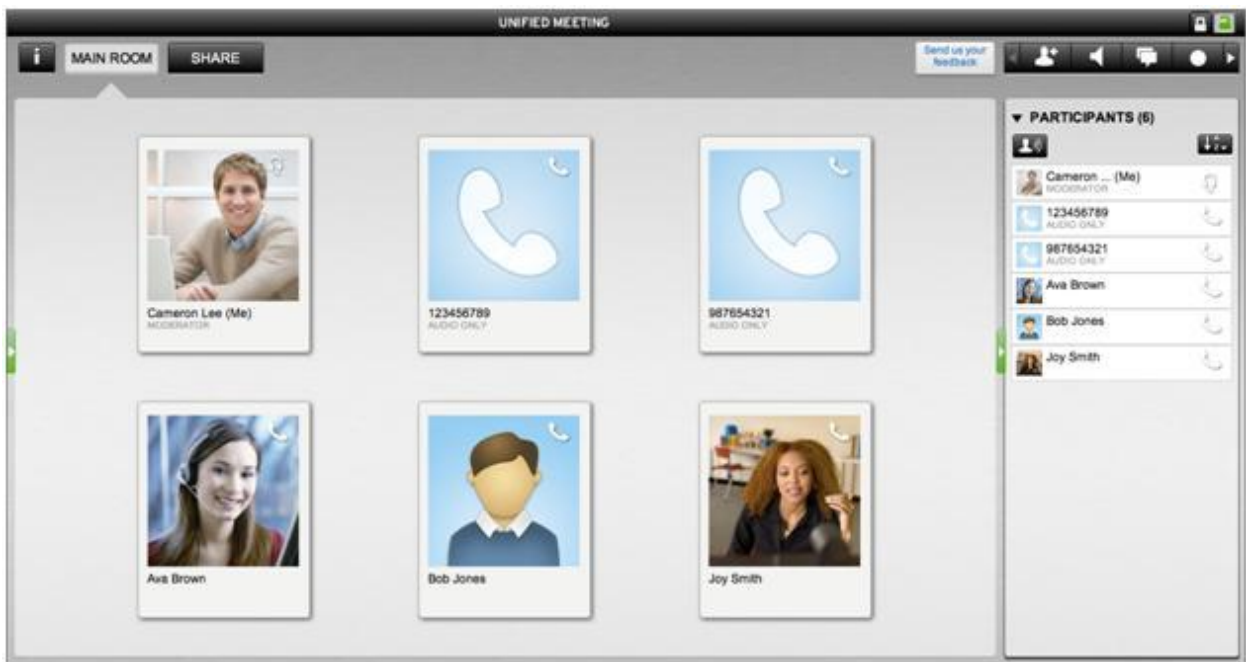 UNIFIED MEETING
i
MAIN ROOM
SHARE
Send us your
feedback
Cameron Lee (Me)
MODERATOR
123456789
AUDIO ONLY
987654321
AUDIO ONLY
Ava Brown
Bob Jones
Joy Smith
▼ PARTICIPANTS (6)
Cameron ... (Me)
MODERATOR
123456789
AUDIO ONLY
987654321
AUDIO ONLY
Ava Brown
Bob Jones
Joy Smith